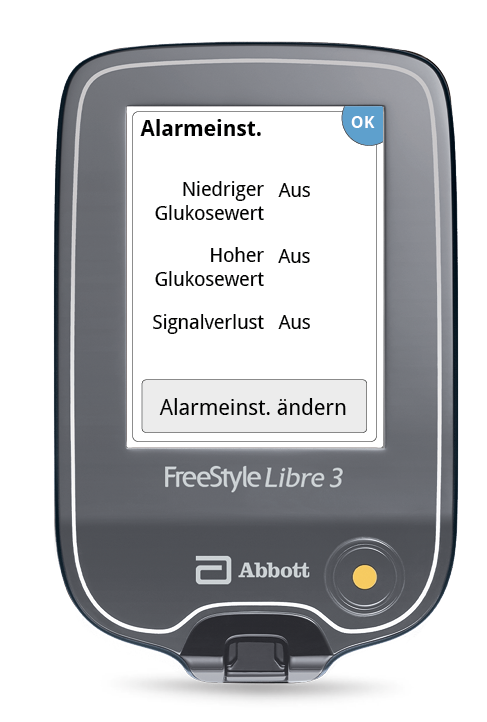 Alarmeinst.
OK
Niedriger Aus
Glukosewert
Hoher Aus
Glukosewert
Signalverlust Aus
Alarmeinst. ändern
FreeStyle Libre 3
Abbott